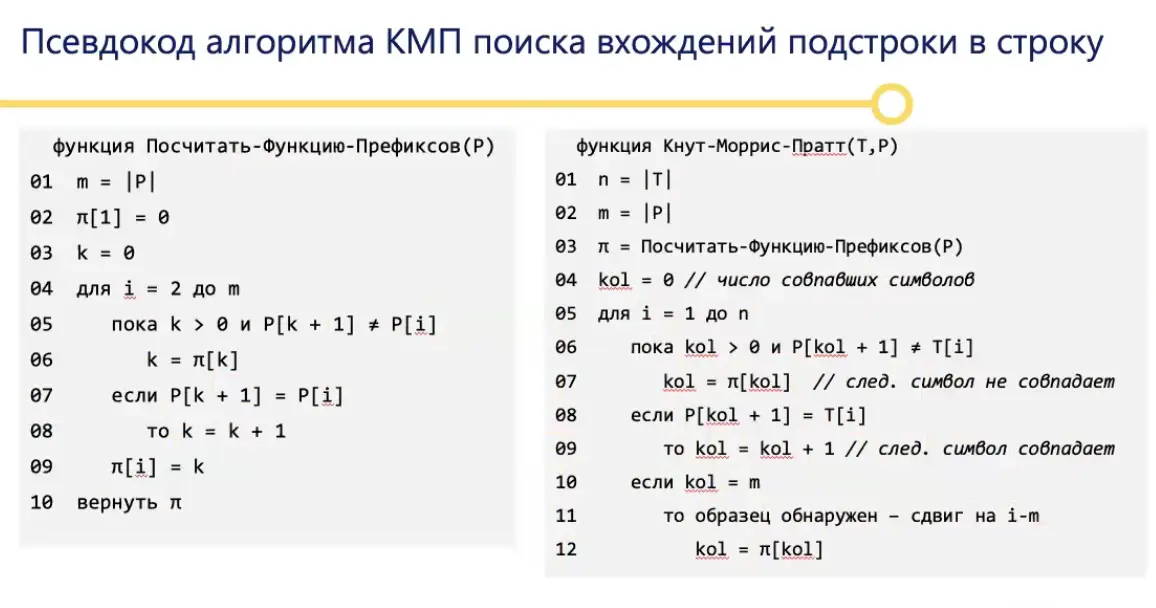 Псевдокод алгоритма КМП поиска вхождений подстроки в строку
функция Посчитать-Функцию-Префиксов(P)
01 m = |P|
02 π[1] = 0
03 k = 0
04 для i = 2 до m
05 пока k > 0 и P[k + 1] ≠ P[i]
06 k = π[k]
07 если P[k + 1] = P[i]
08 то k = k + 1
09 π[i] = k
10 вернуть π
функция Кнут-Моррис-Пратт(T,P)
01 n = |T|
02 m = |P|
03 π = Посчитать-Функцию-Префиксов(P)
04 kol = 0 // число совпавших символов
05 для i = 1 до n
06 пока kol > 0 и P[kol + 1] ≠ T[i]
07 kol = π[kol] // след. символ не совпадает
08 если P[kol + 1] = T[i]
09 то kol = kol + 1 // след. символ совпадает
10 если kol = m
11 то образец обнаружен – сдвиг на i-m
12 kol = π[kol]